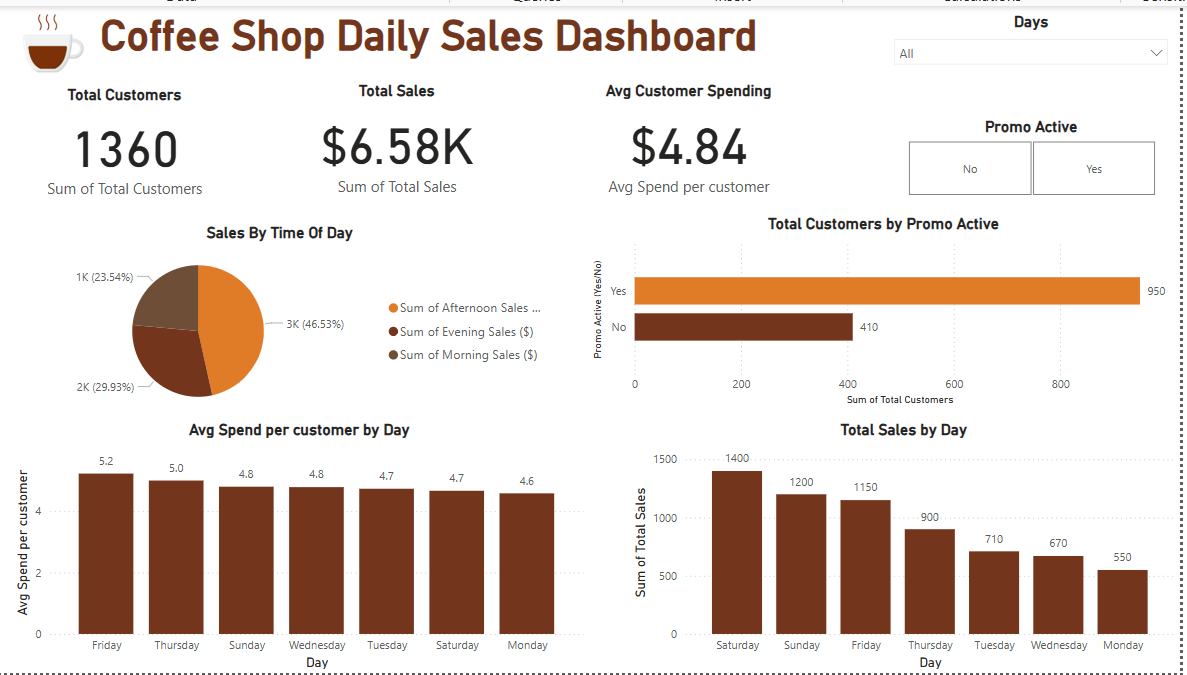 Coffee Shop Daily Sales Dashboard
Days
All
Total Customers
1360
Sum of Total Customers
Total Sales
$6.58K
Sum of Total Sales
Avg Customer Spending
$4.84
Avg Spend per customer
Promo Active
No
Yes
Sales By Time Of Day
1K (23.54%)
3K (46.53%)
2K (29.93%)
Sum of Afternoon Sales ...
Sum of Evening Sales ($)
Sum of Morning Sales ($)
Total Customers by Promo Active
Promo Active (Yes/No)
Yes
950
No
410
0 200 400 600 800
Sum of Total Customers
Avg Spend per customer by Day
Avg Spend per customer
4
2
0
5.2 5.0 4.8 4.8 4.7 4.7 4.6
Friday Thursday Sunday Wednesday Tuesday Saturday Monday
Day
Total Sales by Day
Sum of Total Sales
1500
1000
500
0
1400 1200 1150 900 710 670 550
Saturday Sunday Friday Thursday Tuesday Wednesday Monday
Day